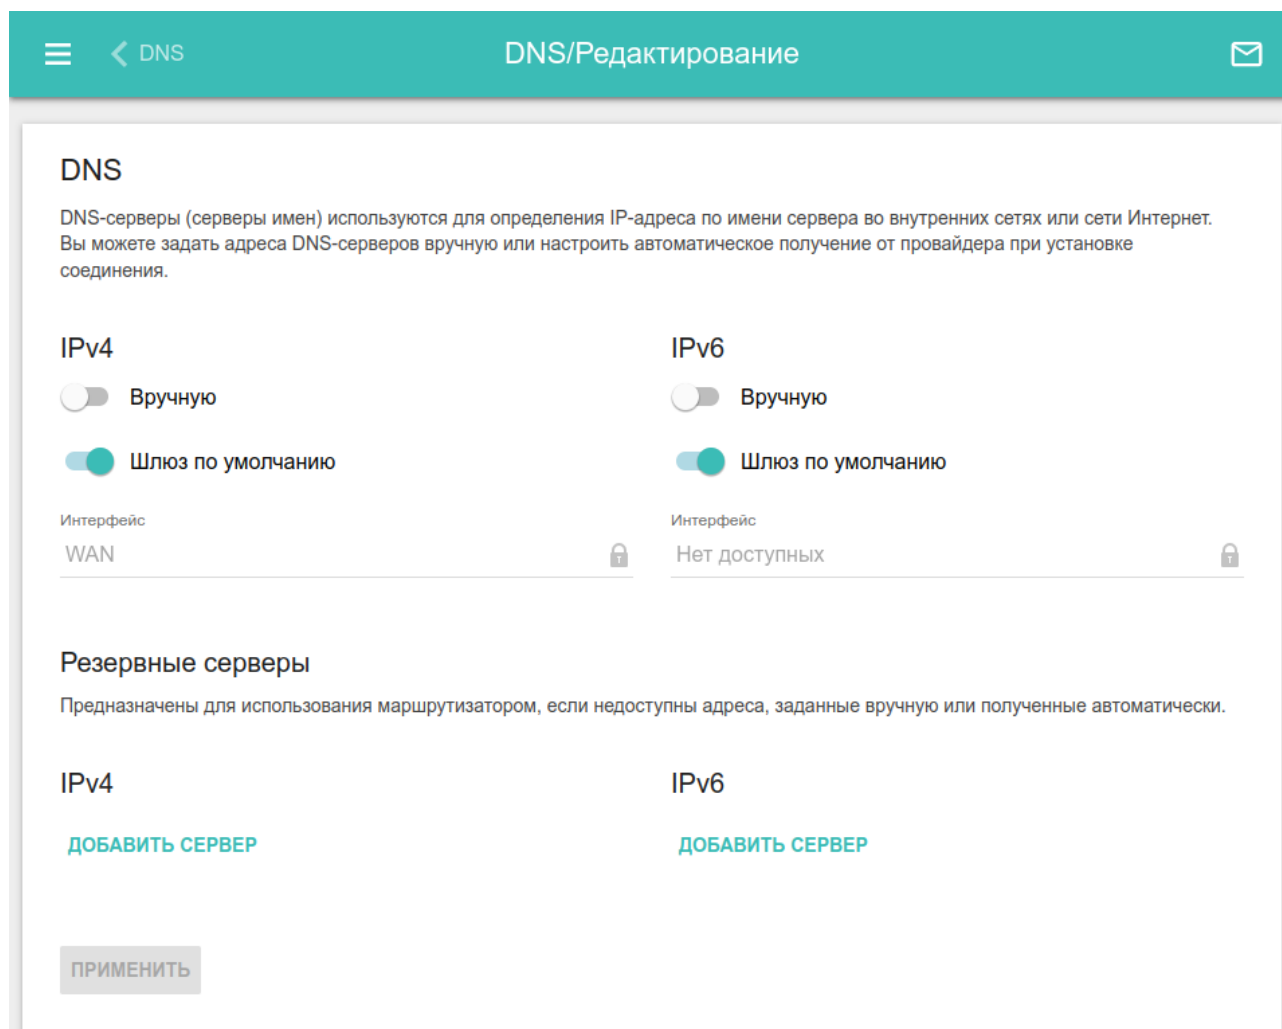 DNS
DNS/Редактирование
DNS
DNS-серверы (серверы имен) используются для определения IP-адреса по имени сервера во внутренних сетях или сети Интернет.
Вы можете задать адреса DNS-серверов вручную или настроить автоматическое получение от провайдера при установке
соединения.
IPv4
Вручную
Шлюз по умолчанию
Интерфейс
WAN
IPv6
Вручную
Шлюз по умолчанию
Интерфейс
Нет доступных
Резервные серверы
Предназначены для использования маршрутизатором, если недоступны адреса, заданные вручную или полученные автоматически.
IPv4
ДОБАВИТЬ СЕРВЕР
IPv6
ДОБАВИТЬ СЕРВЕР
ПРИМЕНИТЬ